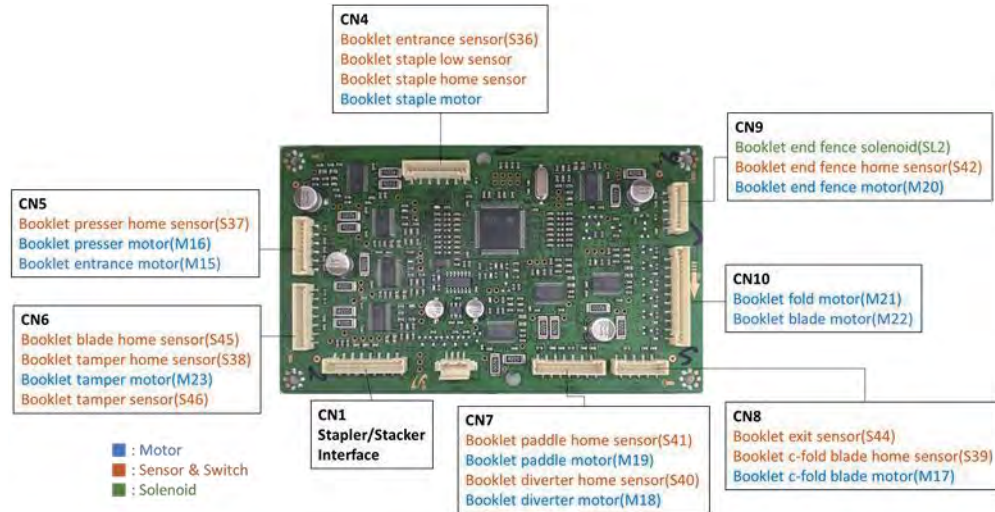 CN4
Booklet entrance sensor(S36)
Booklet staple low sensor
Booklet staple home sensor
Booklet staple motor
CN9
Booklet end fence solenoid(SL2)
Booklet end fence home sensor(S42)
Booklet end fence motor(M20)
CN5
Booklet presser home sensor(S37)
Booklet presser motor(M16)
Booklet entrance motor(M15)
CN10
Booklet fold motor(M21)
Booklet blade motor(M22)
CN6
Booklet blade home sensor(S45)
Booklet tamper home sensor(S38)
Booklet tamper motor(M23)
Booklet tamper sensor(S46)
CN1
Stapler/Stacker
Interface
CN7
Booklet paddle home sensor(S41)
Booklet paddle motor(M19)
Booklet diverter home sensor(S40)
Booklet diverter motor(M18)
CN8
Booklet exit sensor(S44)
Booklet c-fold blade home sensor(S39)
Booklet c-fold blade motor(M17)
: Motor
: Sensor & Switch
: Solenoid